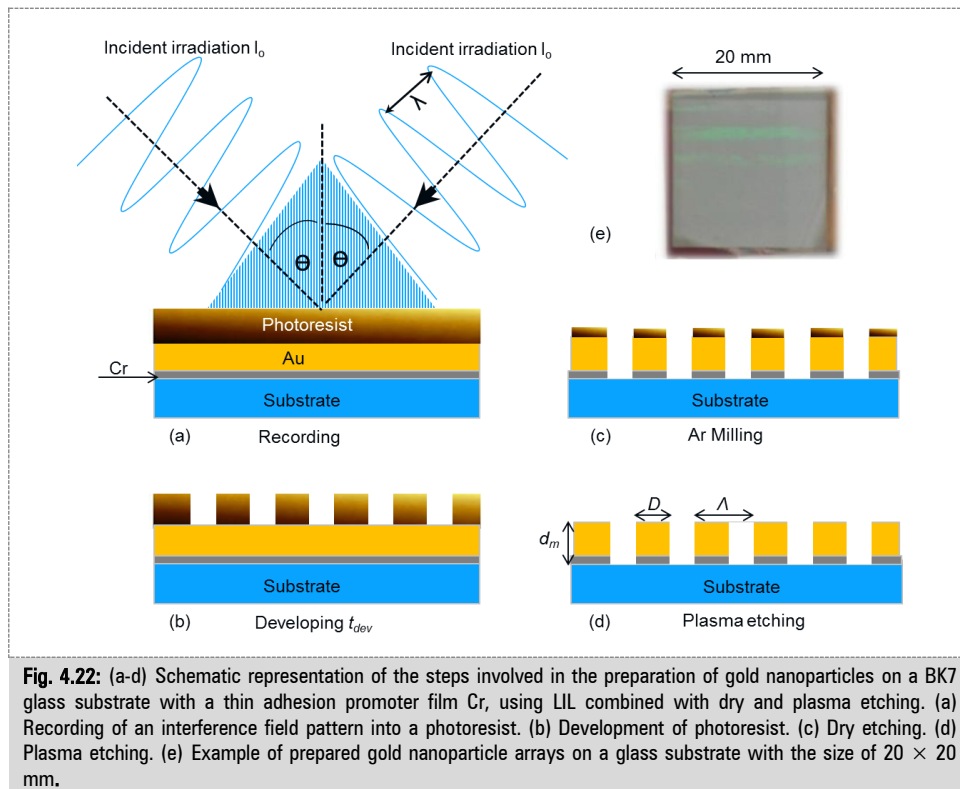 Incident irradiation Io
Incident irradiation Io
λ
20 mm
(e)
Θ Θ
Photoresist
Au
Cr
Substrate
(a) Recording
Substrate
(c) Ar Milling
Substrate
(b) Developing tdev
D Λ
dm
Substrate
(d) Plasma etching
Fig. 4.22: (a-d) Schematic representation of the steps involved in the preparation of gold nanoparticles on a BK7
glass substrate with a thin adhesion promoter film Cr, using LIL combined with dry and plasma etching. (a)
Recording of an interference field pattern into a photoresist. (b) Development of photoresist. (c) Dry etching. (d)
Plasma etching. (e) Example of prepared gold nanoparticle arrays on a glass substrate with the size of 20 × 20
mm.